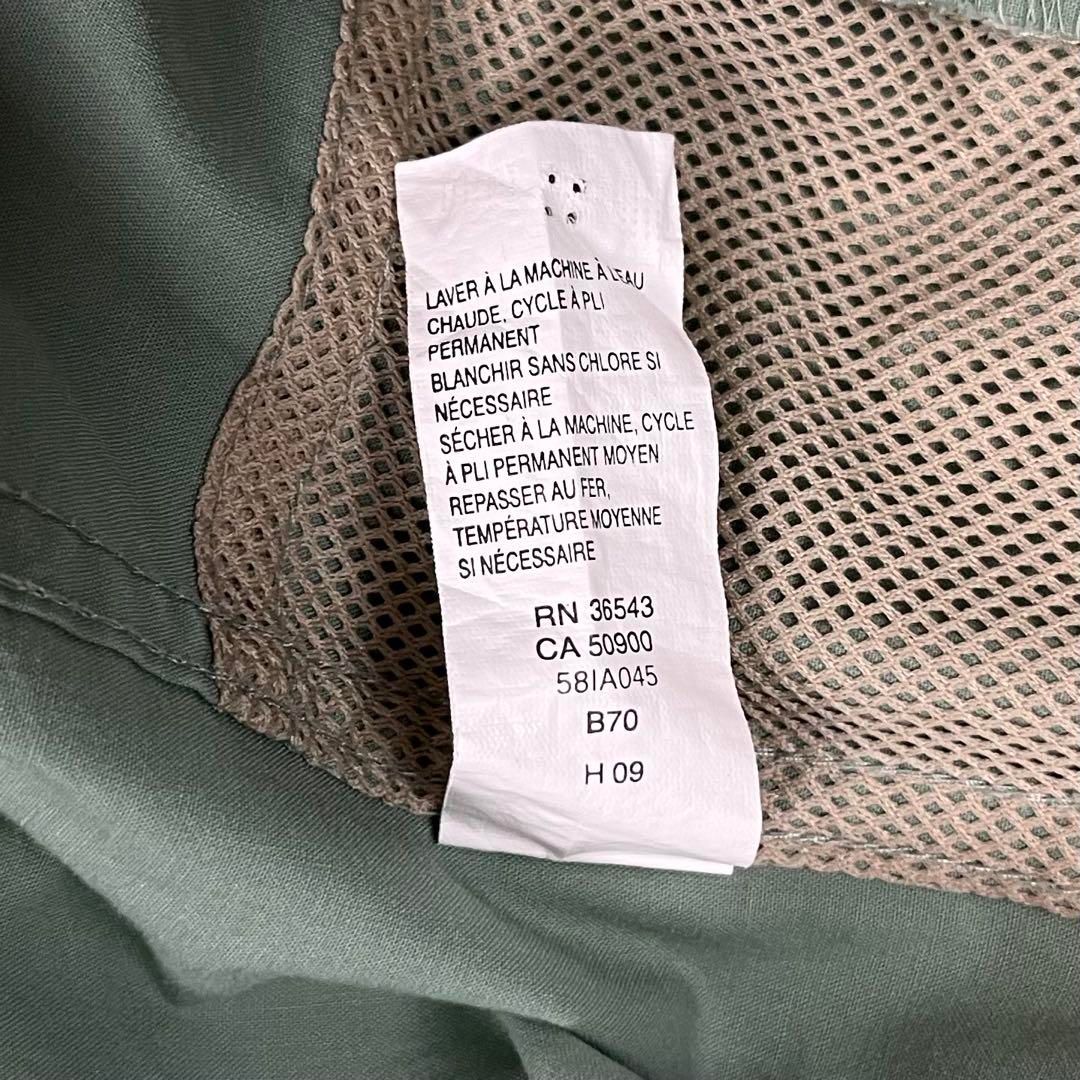 LAVER À LA MACHINE À L'EAU
CHAUDE, CYCLE À PLI
PERMANENT
BLANCHIR SANS CHLORE SI
NÉCESSAIRE
SÉCHER À LA MACHINE, CYCLE
À PLI PERMANENT MOYEN
REPASSER AU FER,
TEMPÉRATURE MOYENNE
SI NÉCESSAIRE
RN 36543
CA 50900
58IA045
B70
H 09